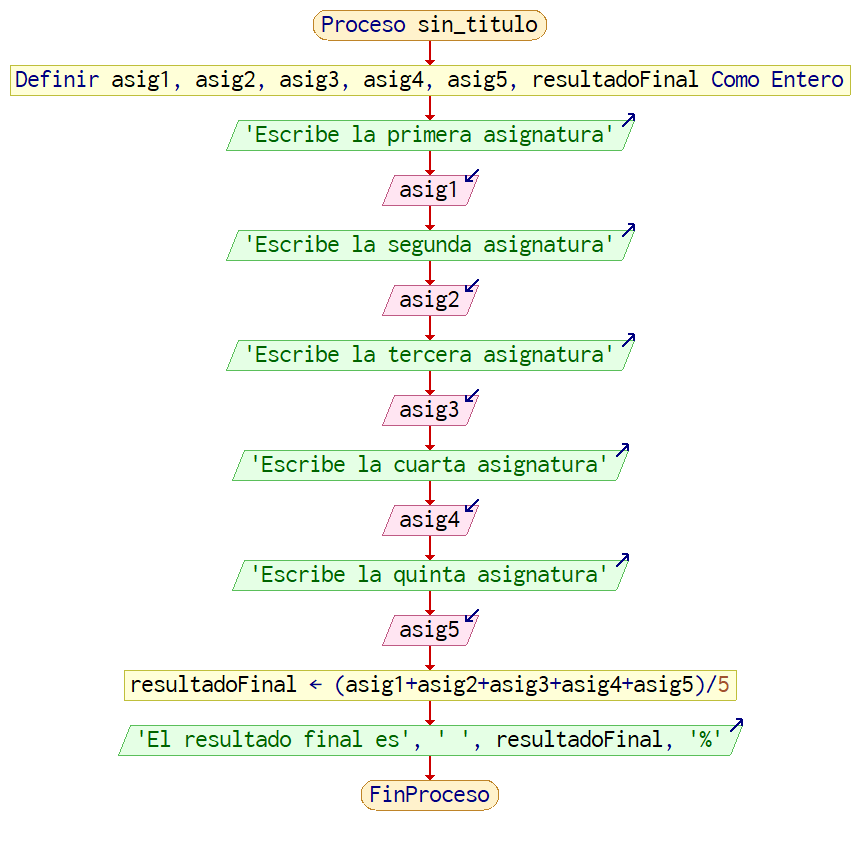 Proceso sin_titulo
Definir asig1, asig2, asig3, asig4, asig5, resultadoFinal Como Entero
'Escribe la primera asignatura'
asig1
'Escribe la segunda asignatura'
asig2
'Escribe la tercera asignatura'
asig3
'Escribe la cuarta asignatura'
asig4
'Escribe la quinta asignatura'
asig5
resultadoFinal ← (asig1+asig2+asig3+asig4+asig5)/5
'El resultado final es', ' ', resultadoFinal, '%'
FinProceso